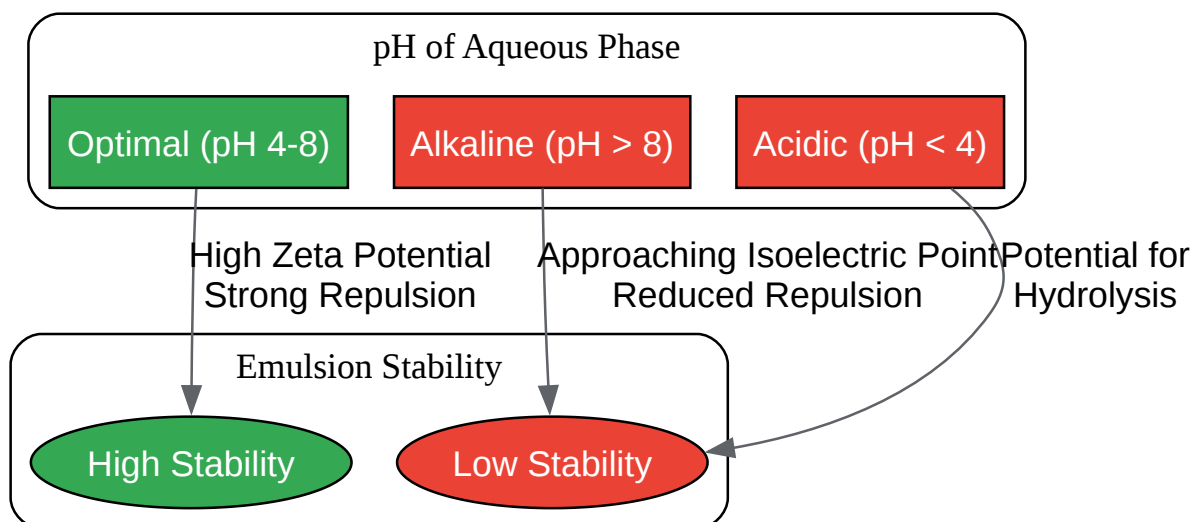 pH of Aqueous Phase
Optimal (pH 4-8)
Alkaline (pH > 8)
Acidic (pH < 4)
High Zeta Potential
Strong Repulsion
Approaching Isoelectric Point
Reduced Repulsion
Potential for
Hydrolysis
Emulsion Stability
High Stability
Low Stability